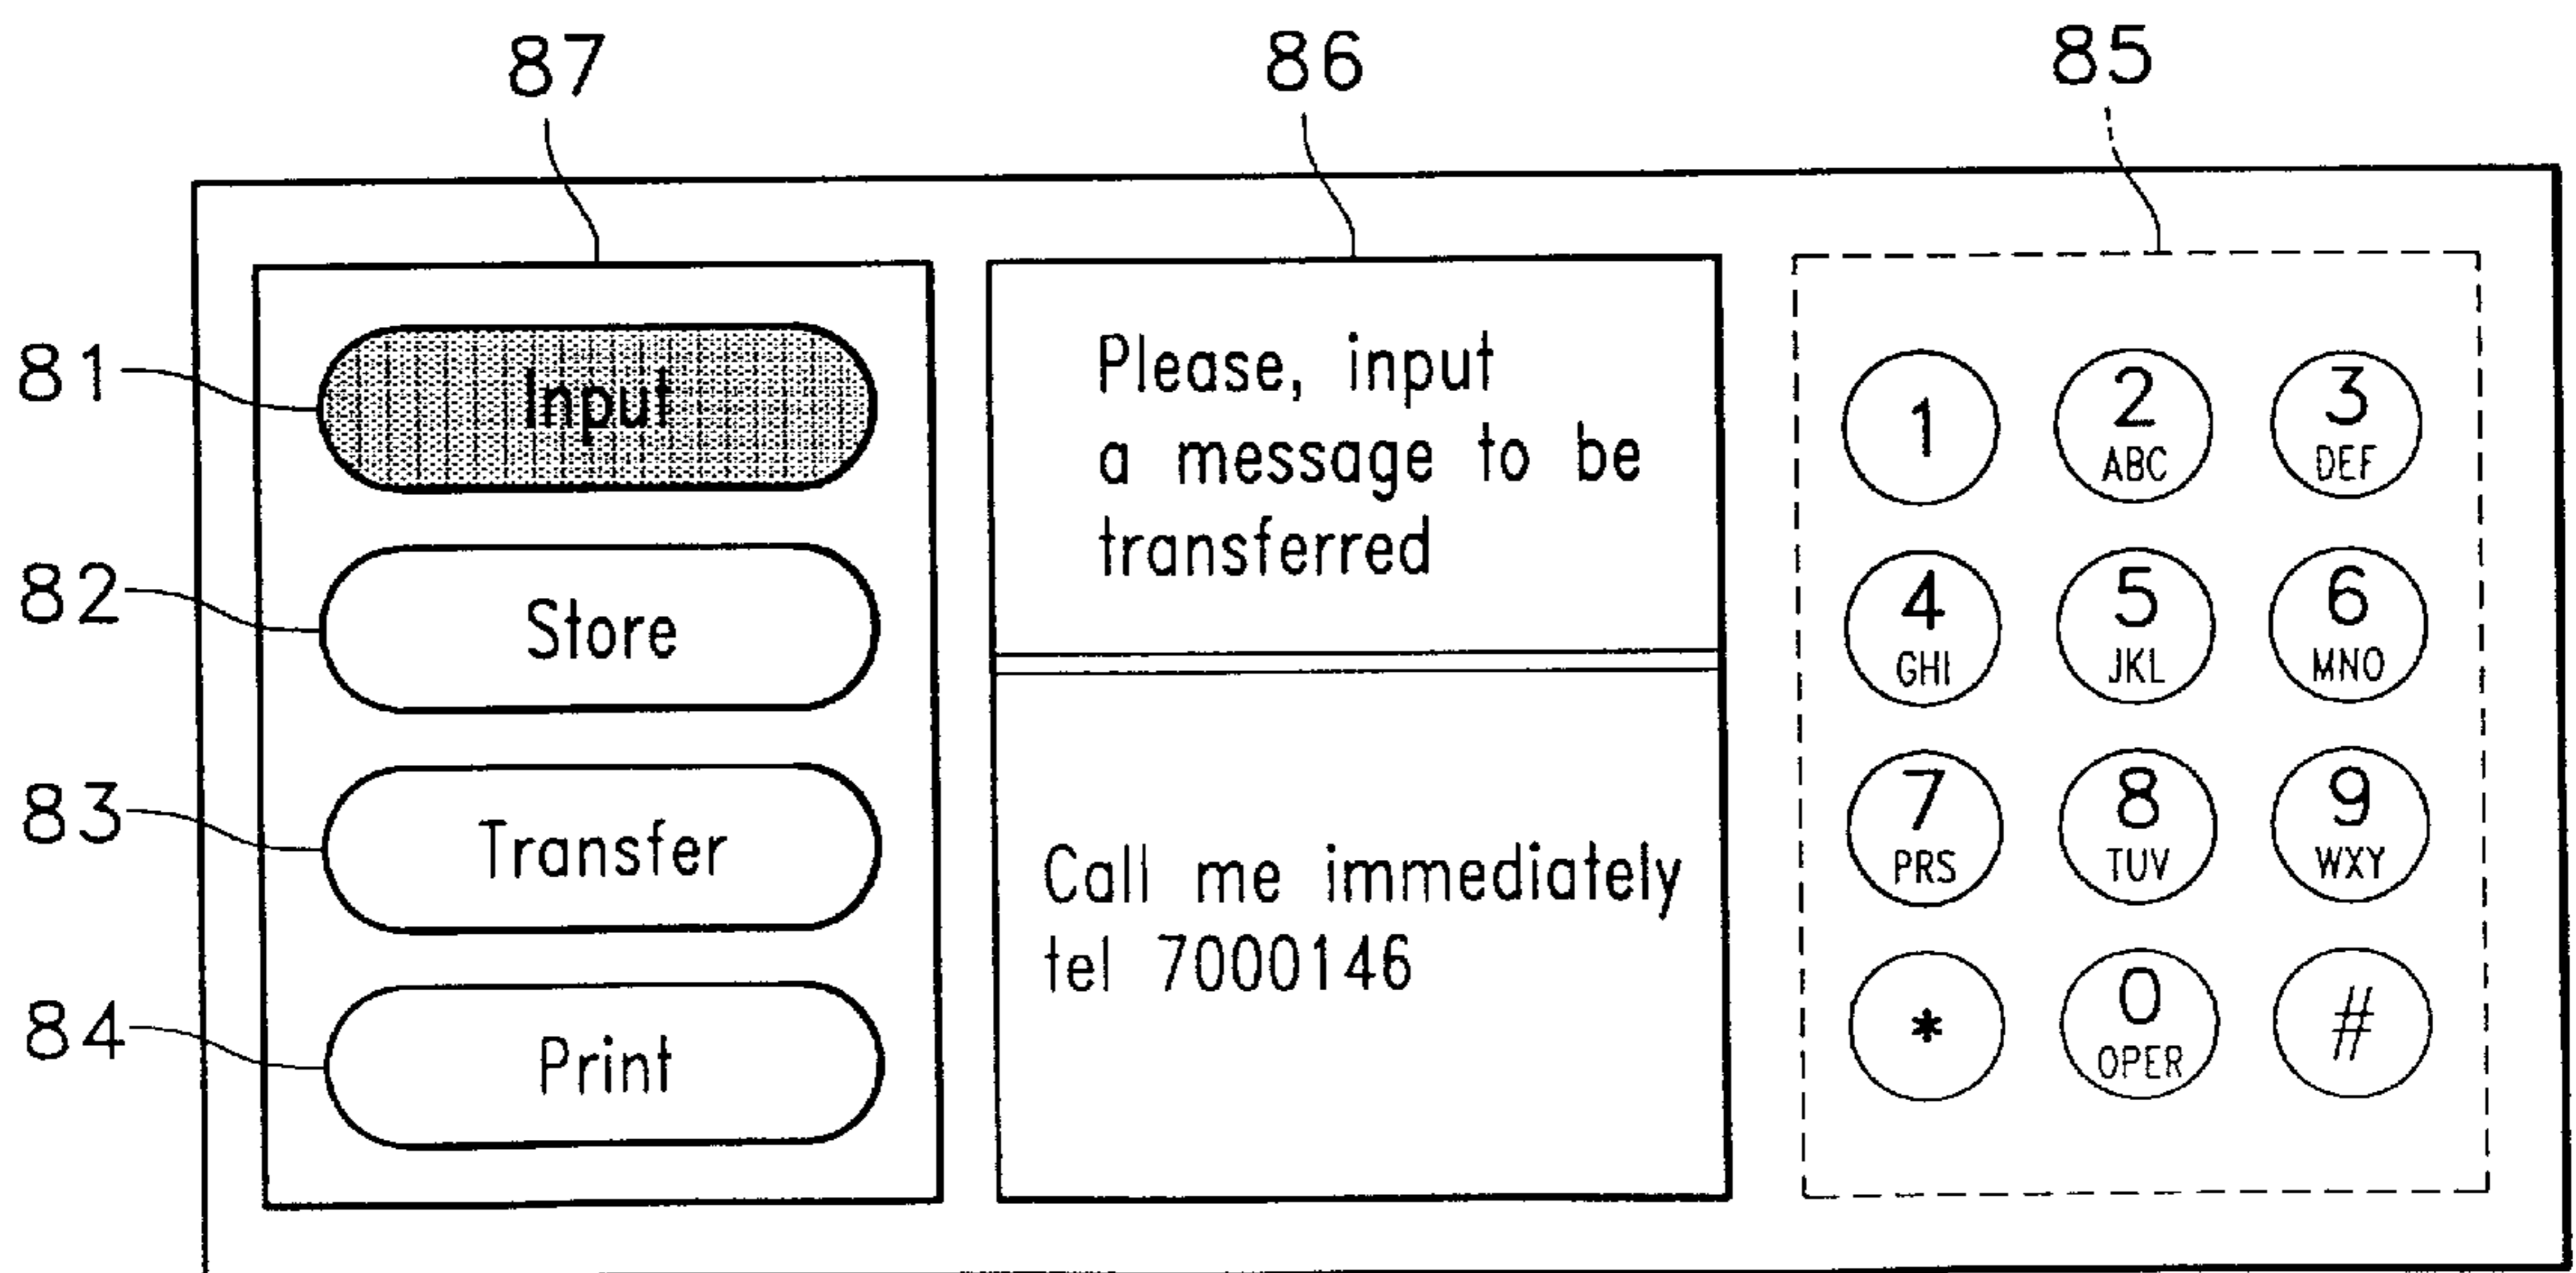 87 86 85
81 Input
82 Store
83 Transfer
84 Print
Please, input
a message to be
transferred
Call me immediately
tel 7000146
1 2 3
ABC DEF
4 5 6
GHI JKL MNO
7 8 9
PRS TUV WXY
* 0 #
OPER